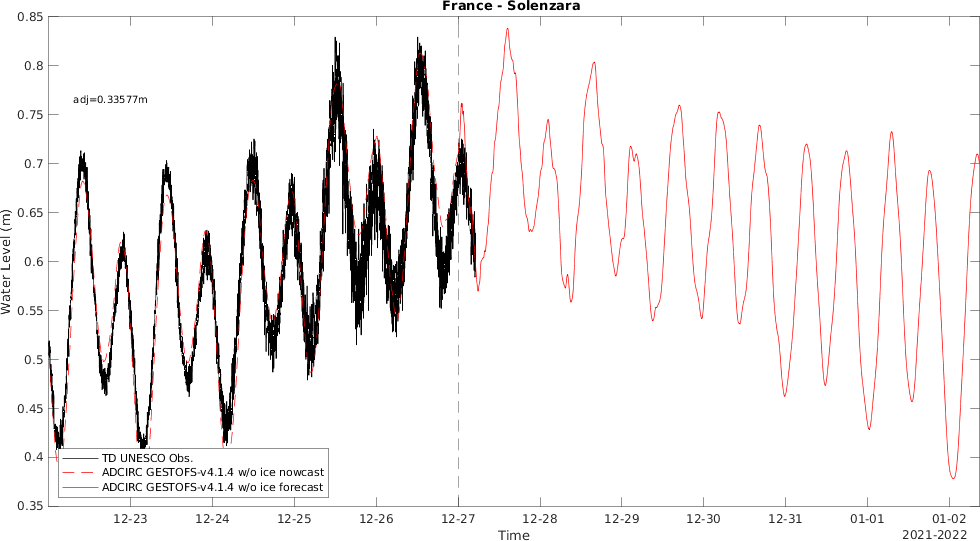 France - Solenzara
0.85
0.8
0.75
0.7
0.65
0.6
0.55
0.5
0.45
0.4
0.35
Water Level (m)
adj=0.33577m
TD UNESCO Obs.
ADCIRC GESTOFS-v4.1.4 w/o ice nowcast
ADCIRC GESTOFS-v4.1.4 w/o ice forecast
12-23 12-24 12-25 12-26 12-27 12-28 12-29 12-30 12-31 01-01 01-02
Time
2021-2022